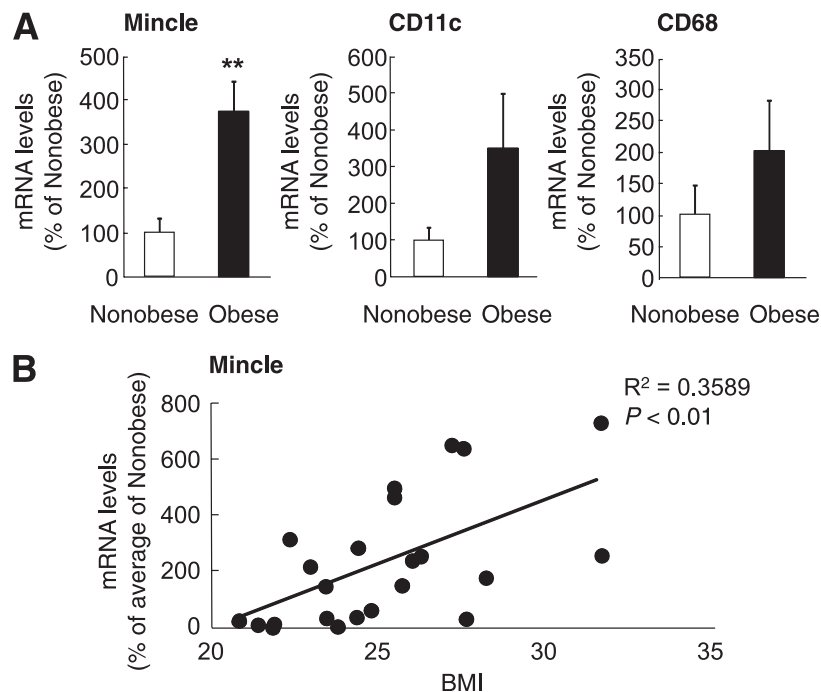 A
Mincle
CD11c
CD68
mRNA levels
(% of Nonobese)
500
400
300
200
100
0
**
Nonobese Obese
mRNA levels
(% of Nonobese)
600
500
400
300
200
100
0
Nonobese Obese
mRNA levels
(% of Nonobese)
350
300
250
200
150
100
50
0
Nonobese Obese
B
Mincle
R² = 0.3589
P < 0.01
mRNA levels
(% of average of Nonobese)
800
600
400
200
0
20 25 30 35
BMI